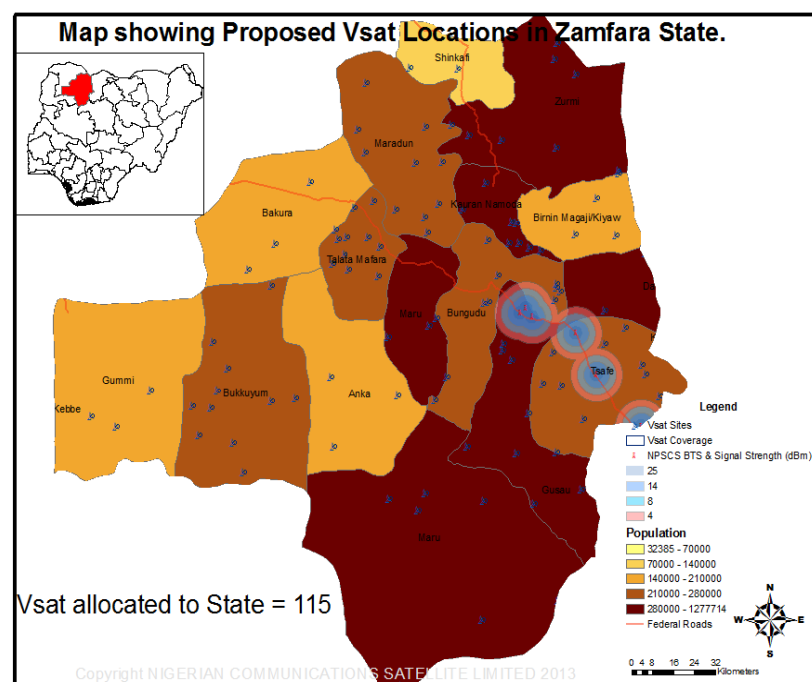 Map showing Proposed Vsat Locations in Zamfara State.
Shinkafi
Zurmi
Maradun
Kauran Namoda
Bakura
Birnin Magaji/Kiyaw
Talata Mafara
Maru
Bungudu
Gummi
Kebbe
Bukkuyum
Anka
Tsafe
Gusau
Maru
Legend
Vsat Sites
Vsat Coverage
NPSCS BTS & Signal Strength (dBm)
25
14
8
4
Population
32385 - 70000
70000 - 140000
140000 - 210000
210000 - 280000
280000 - 1277714
Federal Roads
N
W E
S
0 4 8 16 24 32
Kilometers
Vsat allocated to State = 115
Copyright NIGERIAN COMMUNICATIONS SATELLITE LIMITED 2013